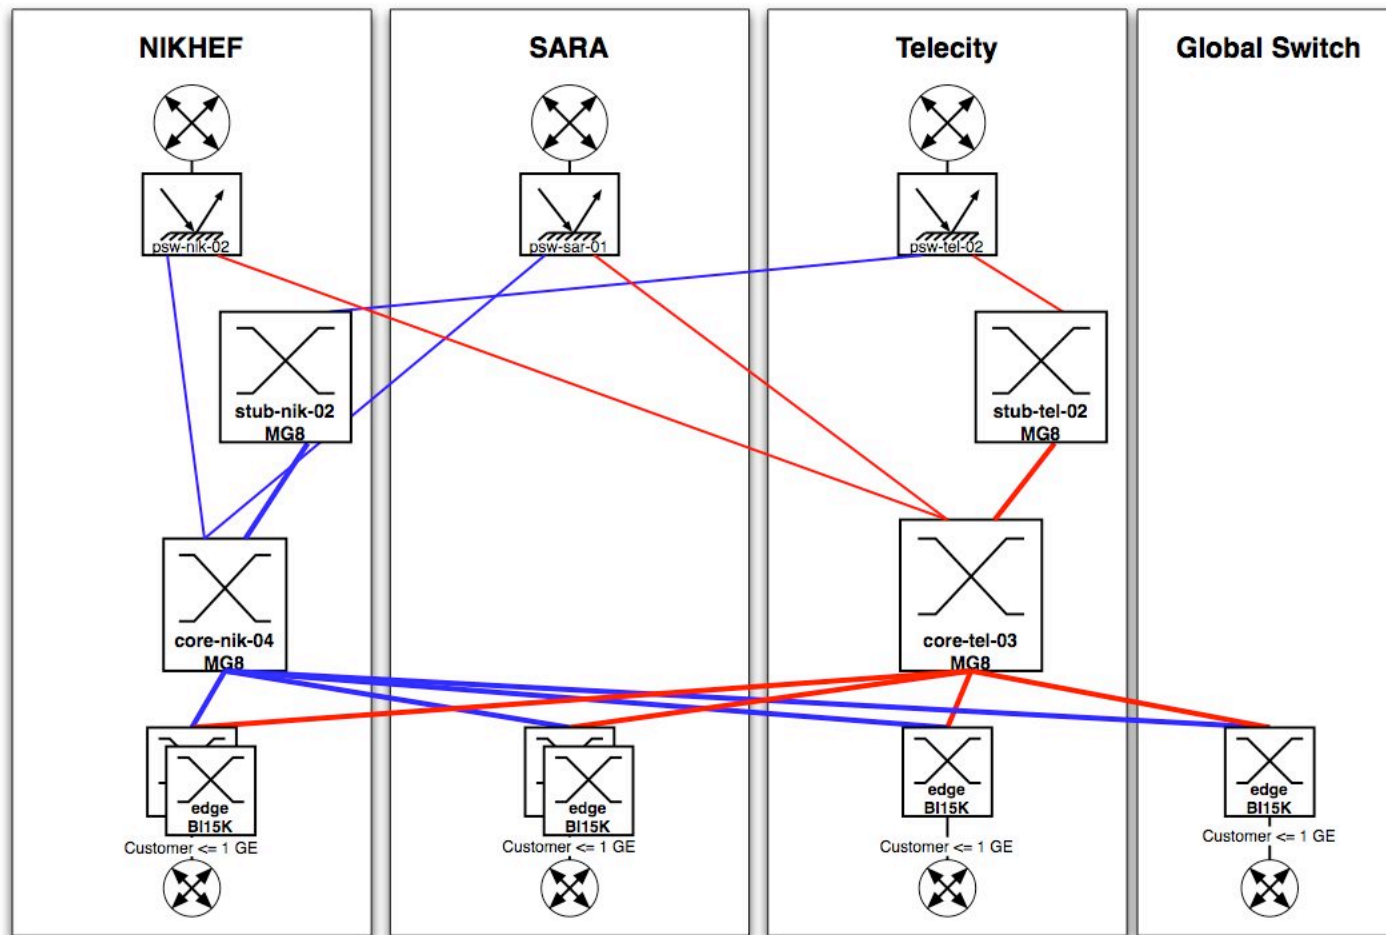 NIKHEF
SARA
Telecity
Global Switch
psw-nik-02
psw-sar-01
psw-tel-02
stub-nik-02
MG8
stub-tel-02
MG8
core-nik-04
MG8
core-tel-03
MG8
edge
BI15K
Customer <= 1 GE
edge
BI15K
Customer <= 1 GE
edge
BI15K
Customer <= 1 GE
edge
BI15K
Customer <= 1 GE